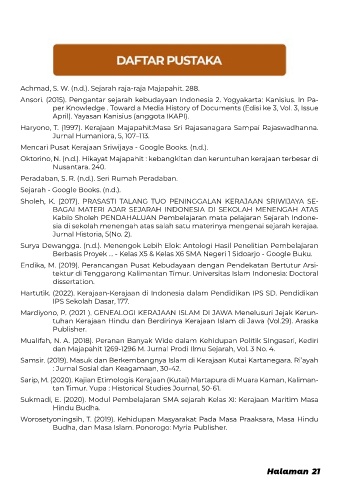 DAFTAR PUSTAKA
Achmad, S. W. (n.d.). Sejarah raja-raja Majapahit. 288.
Ansori. (2015). Pengantar sejarah kebudayaan Indonesia 2. Yogyakarta: Kanisius. In Pa-
per Knowledge . Toward a Media History of Documents (Edisi ke 3, Vol. 3, Issue
April). Yayasan Kanisius (anggota IKAPI).
Haryono, T. (1997). Kerajaan Majapahit:Masa Sri Rajasanagara Sampai Rajaswadhanna.
Jurnal Humaniora, 5, 107–113.
Mencari Pusat Kerajaan Sriwijaya - Google Books. (n.d.).
Oktorino, N. (n.d.). Hikayat Majapahit : kebangkitan dan keruntuhan kerajaan terbesar di
Nusantara. 240.
Peradaban, S. R. (n.d.). Seri Rumah Peradaban.
Sejarah - Google Books. (n.d.).
Sholeh, K. (2017). PRASASTI TALANG TUO PENINGGALAN KERAJAAN SRIWIJAYA SE-
BAGAI MATERI AJAR SEJARAH INDONESIA DI SEKOLAH MENENGAH ATAS
Kabib Sholeh PENDAHALUAN Pembelajaran mata pelajaran Sejarah Indone-
sia di sekolah menengah atas salah satu materinya mengenai sejarah kerajaa.
Jurnal Historia, 5(No. 2).
Surya Dewangga. (n.d.). Menengok Lebih Elok: Antologi Hasil Penelitian Pembelajaran
Berbasis Proyek ... - Kelas X5 & Kelas X6 SMA Negeri 1 Sidoarjo - Google Buku.
Endika, M. (2019). Perancangan Pusat Kebudayaan dengan Pendekatan Bertutur Arsi-
tektur di Tenggarong Kalimantan Timur. Universitas Islam Indonesia: Doctoral
dissertation.
Hartutik. (2022). Kerajaan-Kerajaan di Indonesia dalam Pendidikan IPS SD. Pendidikan
IPS Sekolah Dasar, 177.
Mardiyono, P. (2021 ). GENEALOGI KERAJAAN ISLAM DI JAWA Menelusuri Jejak Kerun-
tuhan Kerajaan Hindu dan Berdirinya Kerajaan Islam di Jawa (Vol.29). Araska
Publisher.
Mualifah, N. A. (2018). Peranan Banyak Wide dalam Kehidupan Politik Singasari, Kediri
dan Majapahit 1269-1296 M. Jurnal Prodi Ilmu Sejarah, Vol. 3 No. 4.
Samsir. (2019). Masuk dan Berkembangnya Islam di Kerajaan Kutai Kartanegara. Ri'ayah
: Jurnal Sosial dan Keagamaan, 30-42.
Sarip, M. (2020). Kajian Etimologis Kerajaan (Kutai) Martapura di Muara Kaman, Kaliman-
tan Timur. Yupa : Historical Studies Journal, 50-61.
Sukmadi, E. (2020). Modul Pembelajaran SMA sejarah Kelas XI: Kerajaan Maritim Masa
Hindu Budha.
Worosetyoningsih, T. (2019). Kehidupan Masyarakat Pada Masa Praaksara, Masa Hindu
Budha, dan Masa Islam. Ponorogo: Myria Publisher.
Halaman 21